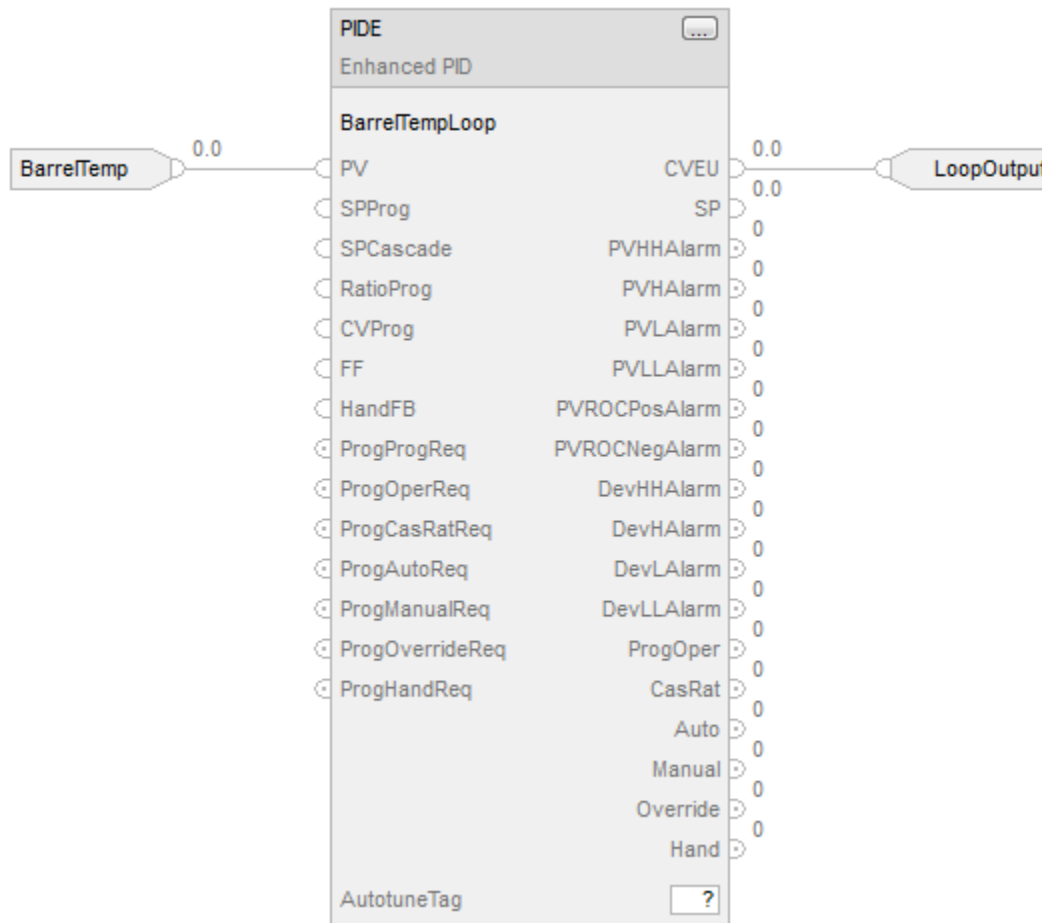 PIDE ...
Enhanced PID
BarrelTempLoop
0.0 0.0
BarrelTemp PV CVEU LoopOutput
0.0
SPProg SP
0
SPCascade PVHHAlarm
0
RatioProg PVHAlarm
0
CVProg PVLAlarm
0
FF PVLLAlarm
0
HandFB PVROCPosAlarm
0
ProgProgReq PVROCNegAlarm
0
ProgOperReq DevHHAlarm
0
ProgCasRatReq DevHAlarm
0
ProgAutoReq DevLAlarm
0
ProgManualReq DevLLAlarm
0
ProgOverrideReq ProgOper
0
ProgHandReq CasRat
0
Auto
0
Manual
0
Override
0
Hand
AutotuneTag ?